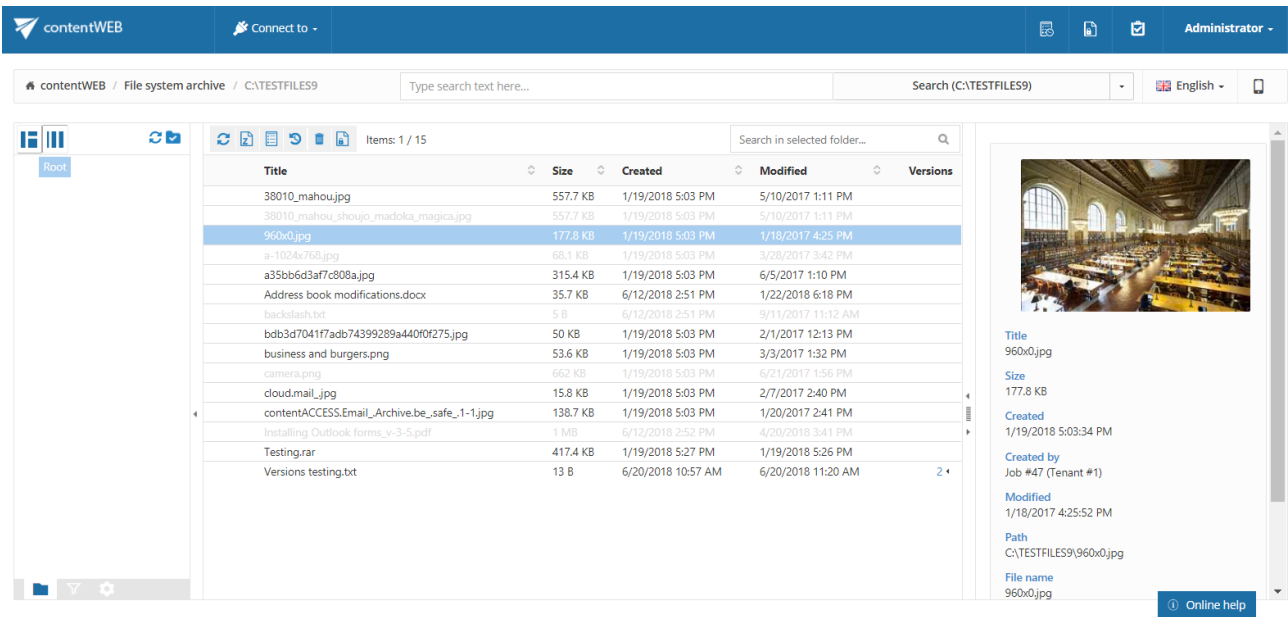 contentWEB
Connect to
Administrator
contentWEB / File system archive / C:\TESTFILES9
Type search text here...
Search (C:\TESTFILES9)
English
Root
Items: 1 / 15
Search in selected folder...
Title Size Created Modified Versions
38010_mahou.jpg 557.7 KB 1/19/2018 5:03 PM 5/10/2017 1:11 PM
38010_mahou_shoujo_madoka_magica.jpg 557.7 KB 1/19/2018 5:03 PM 5/10/2017 1:11 PM
960x0.jpg 177.8 KB 1/19/2018 5:03 PM 1/18/2017 4:25 PM
a-1024x768.jpg 68.1 KB 1/19/2018 5:03 PM 3/28/2017 3:42 PM
a35bb6d3af7c808a.jpg 315.4 KB 1/19/2018 5:03 PM 6/5/2017 1:10 PM
Address book modifications.docx 35.7 KB 6/12/2018 2:51 PM 1/22/2018 6:18 PM
backslash.txt 5 B 6/12/2018 2:51 PM 9/11/2017 11:12 AM
bdb3d7041f7adb74399289a440f0f275.jpg 50 KB 1/19/2018 5:03 PM 2/1/2017 12:13 PM
business and burgers.png 53.6 KB 1/19/2018 5:03 PM 3/3/2017 1:32 PM
camera.png 662 KB 1/19/2018 5:03 PM 6/21/2017 1:56 PM
cloud.mail_.jpg 15.8 KB 1/19/2018 5:03 PM 2/7/2017 2:40 PM
contentACCESS.Email_.Archive.be_.safe_.1-1.jpg 138.7 KB 1/19/2018 5:03 PM 1/20/2017 2:41 PM
Installing Outlook forms_v-3-5.pdf 1 MB 6/12/2018 2:52 PM 4/20/2018 3:41 PM
Testing.rar 417.4 KB 1/19/2018 5:27 PM 1/19/2018 5:26 PM
Versions testing.txt 13 B 6/20/2018 10:57 AM 6/20/2018 11:20 AM 2
Title
960x0.jpg
Size
177.8 KB
Created
1/19/2018 5:03:34 PM
Created by
Job #47 (Tenant #1)
Modified
1/18/2017 4:25:52 PM
Path
C:\TESTFILES9\960x0.jpg
File name
960x0.jpg
Online help